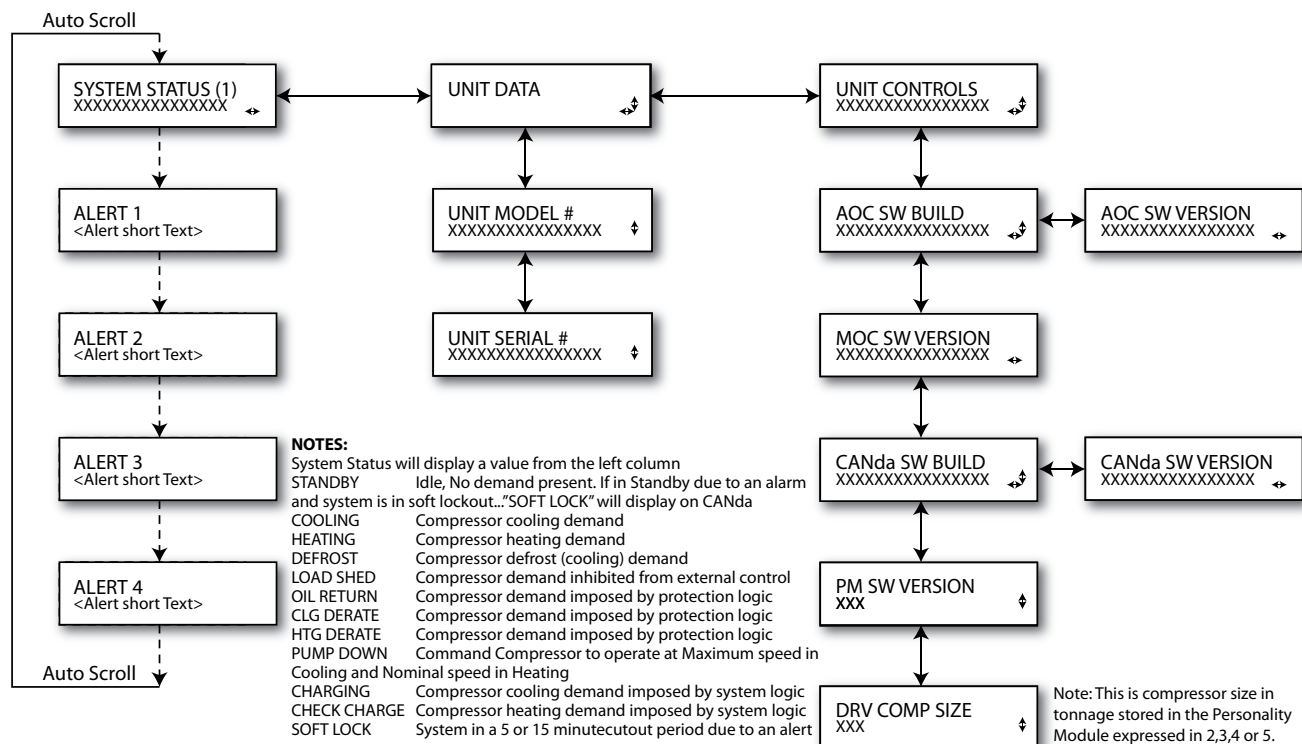 Auto Scroll
SYSTEM STATUS (1)
XXXXXXXXXXXXXXXX
UNIT DATA
UNIT CONTROLS
XXXXXXXXXXXXXXXX
ALERT 1
<Alert short Text>
UNIT MODEL #
XXXXXXXXXXXXXXXX
AOC SW BUILD
XXXXXXXXXXXXXXXX
AOC SW VERSION
XXXXXXXXXXXXXXXX
ALERT 2
<Alert short Text>
UNIT SERIAL #
XXXXXXXXXXXXXXXX
MOC SW VERSION
XXXXXXXXXXXXXXXX
ALERT 3
<Alert short Text>
CANda SW BUILD
XXXXXXXXXXXXXXXX
CANda SW VERSION
XXXXXXXXXXXXXXXX
ALERT 4
<Alert short Text>
PM SW VERSION
XXX
Auto Scroll
NOTES:
System Status will display a value from the left column
STANDBY Idle, No demand present. If in Standby due to an alarm
and system is in soft lockout..."SOFT LOCK" will display on CANda
COOLING Compressor cooling demand
HEATING Compressor heating demand
DEFROST Compressor defrost (cooling) demand
LOAD SHED Compressor demand inhibited from external control
OIL RETURN Compressor demand imposed by protection logic
CLG DERATE Compressor demand imposed by protection logic
HTG DERATE Compressor demand imposed by protection logic
PUMP DOWN Command Compressor to operate at Maximum speed in
Cooling and Nominal speed in Heating
CHARGING Compressor cooling demand imposed by system logic
CHECK CHARGE Compressor heating demand imposed by system logic
SOFT LOCK System in a 5 or 15 minutecutout period due to an alert
DRV COMP SIZE
XXX
Note: This is compressor size in
tonnage stored in the Personality
Module expressed in 2,3,4 or 5.